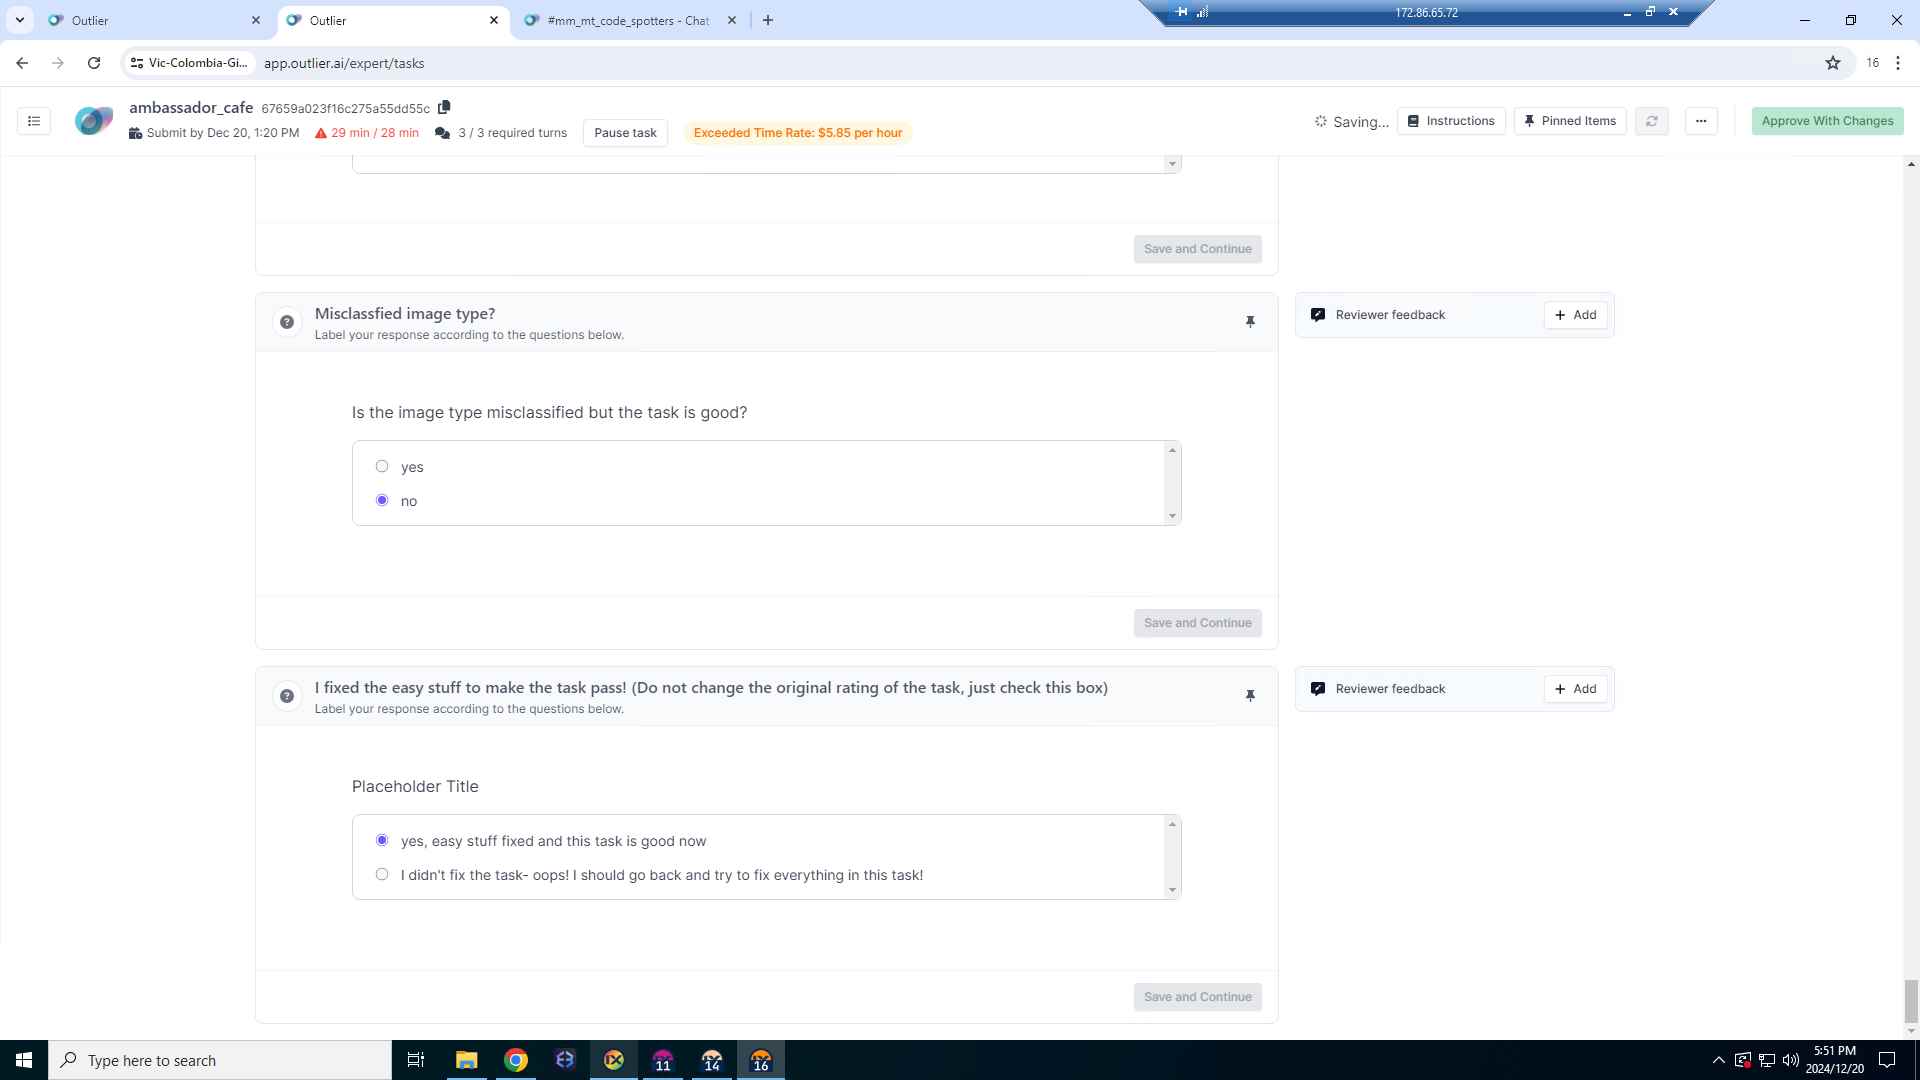 Outlier
Outlier
#mm_mt_code_spotters - Chat
172.86.65.72
Vic-Colombia-Gi...
app.outlier.ai/expert/tasks
16
ambassador_cafe 67659a023f16c275a55dd55c
Submit by Dec 20, 1:20 PM
29 min / 28 min
3 / 3 required turns
Pause task
Exceeded Time Rate: $5.85 per hour
Saving...
Instructions
Pinned Items
Approve With Changes
Save and Continue
Misclassfied image type?
Label your response according to the questions below.
Reviewer feedback
Add
Is the image type misclassified but the task is good?
yes
no
Save and Continue
I fixed the easy stuff to make the task pass! (Do not change the original rating of the task, just check this box)
Label your response according to the questions below.
Reviewer feedback
Add
Placeholder Title
yes, easy stuff fixed and this task is good now
I didn't fix the task- oops! I should go back and try to fix everything in this task!
Save and Continue
Type here to search
11
14
16
5:51 PM
2024/12/20